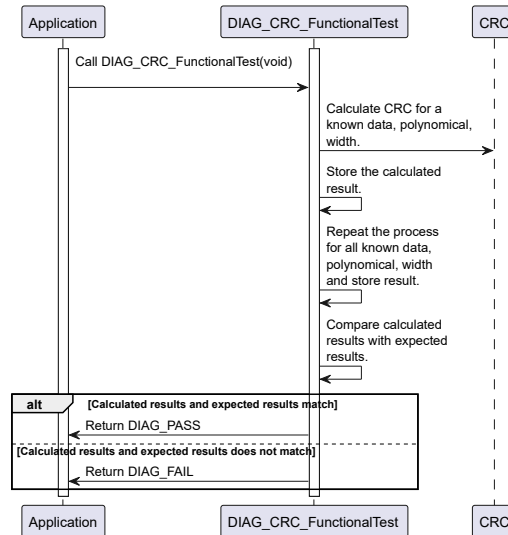 Application
DIAG_CRC_FunctionalTest
CRC
Call DIAG_CRC_FunctionalTest(void)
Calculate CRC for a
known data, polynomical,
width.
Store the calculated
result.
Repeat the process
for all known data,
polynomical, width
and store result.
Compare calculated
results with expected
results.
alt
[Calculated results and expected results match]
Return DIAG_PASS
[Calculated results and expected results does not match]
Return DIAG_FAIL
Application
DIAG_CRC_FunctionalTest
CRC